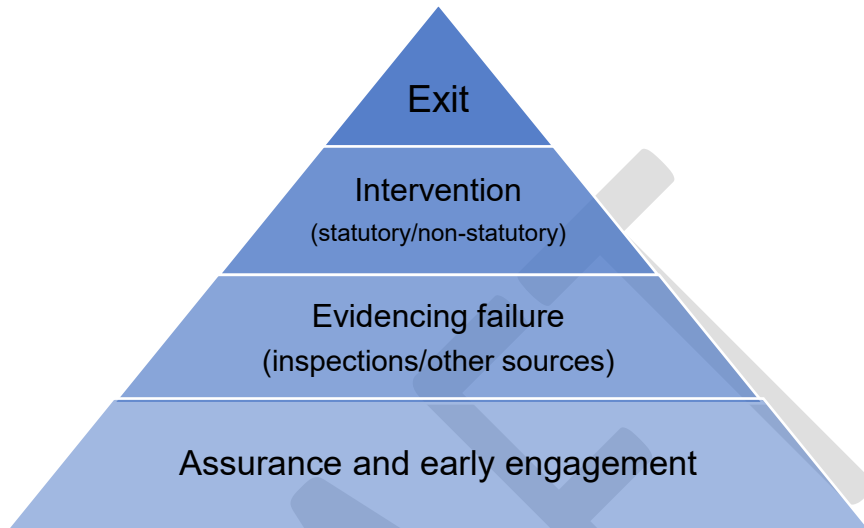 Exit
Intervention
(statutory/non-statutory)
Evidencing failure
(inspections/other sources)
Assurance and early engagement